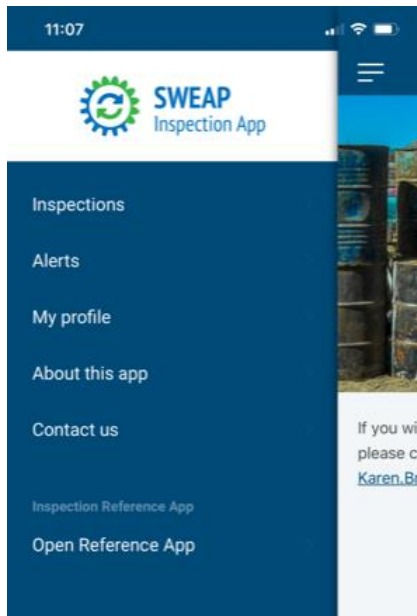 11:07
SWEAP
Inspection App
Inspections
Alerts
My profile
About this app
Contact us
If you wi
please c
Karen.Br
Inspection Reference App
Open Reference App